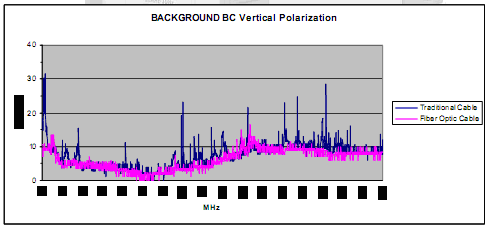 BACKGROUND BC Vertical Polarization
40
30
20
10
0
Traditional Cable
Fiber Optic Cable
MHz